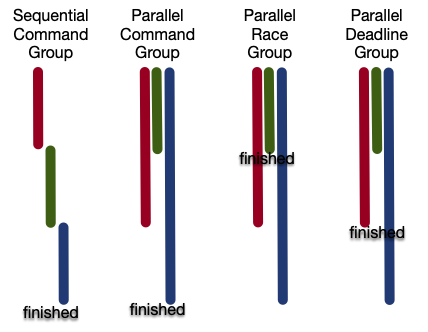 Sequential
Command
Group
Parallel
Command
Group
Parallel
Race
Group
Parallel
Deadline
Group
finished
finished
finished
finished